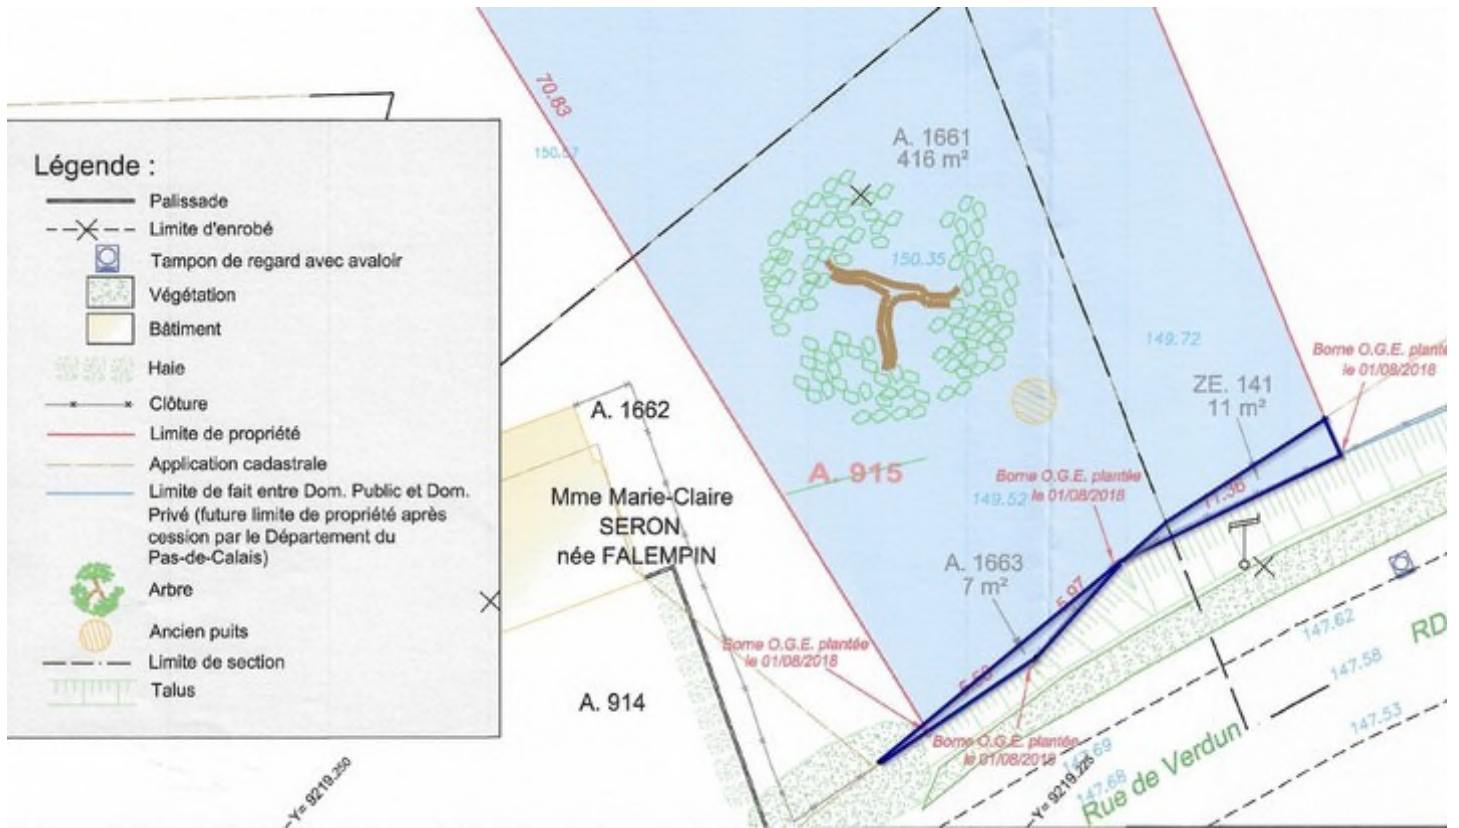 Légende :
Palissade
Limite d'enrobé
Tampon de regard avec avaloir
Végétation
Bâtiment
Haie
Clôture
Limite de propriété
Application cadastrale
Limite de fait entre Dom. Public et Dom.
Privé (future limite de propriété après
cession par le Département du
Pas-de-Calais)
Arbre
Ancien puits
Limite de section
Talus
70.83
150.57
A. 1661
416 m²
150.35
149.72
Borne O.G.E. plantée
le 01/08/2018
ZE. 141
11 m²
A. 1662
A. 915
Borne O.G.E. plantée
le 01/08/2018
149.52
11.36
Mme Marie-Claire
SERON
née FALEMPIN
A. 1663
7 m²
5.97
Borne O.G.E. plantée
le 01/08/2018
A. 914
Borne O.G.E. plantée
le 01/08/2018
147.62
RD
147.58
147.53
147.69
147.68
Rue de Verdun
Y= 9219.250
Y= 9219.225